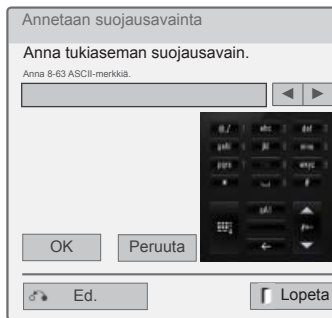 Annetaan suojausavainta
Anna tukiaseman suojausavain.
Anna 8-63 ASCII-merkkiä.
OK Peruuta
Ed. Lopeta